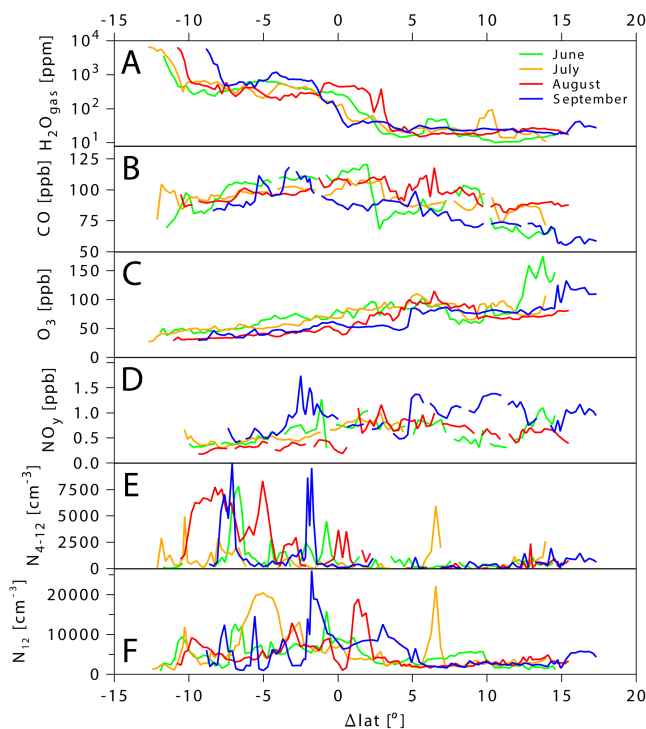 -15 -10 -5 0 5 10 15 20
A
H2Ogas [ppm]
10^4
10^3
10^2
10^1
June
July
August
September
B
CO [ppb]
125
100
75
50
C
O3 [ppb]
150
100
50
0
D
NOy [ppb]
1.5
1.0
0.5
0.0
E
N4-12 [cm^-3]
7500
5000
2500
0
F
N12 [cm^-3]
20000
10000
0
-15 -10 -5 0 5 10 15 20
Δlat [°]